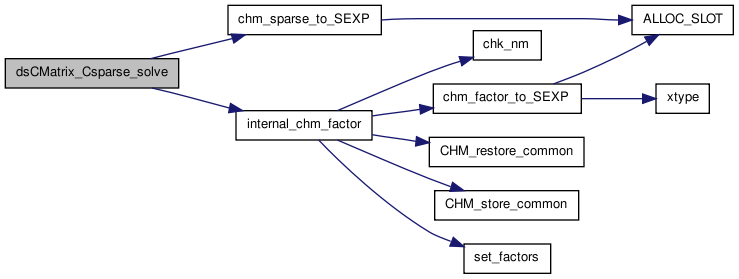 chm_sparse_to_SEXP
ALLOC_SLOT
chk_nm
dsCMatrix_Csparse_solve
chm_factor_to_SEXP
xtype
internal_chm_factor
CHM_restore_common
CHM_store_common
set_factors